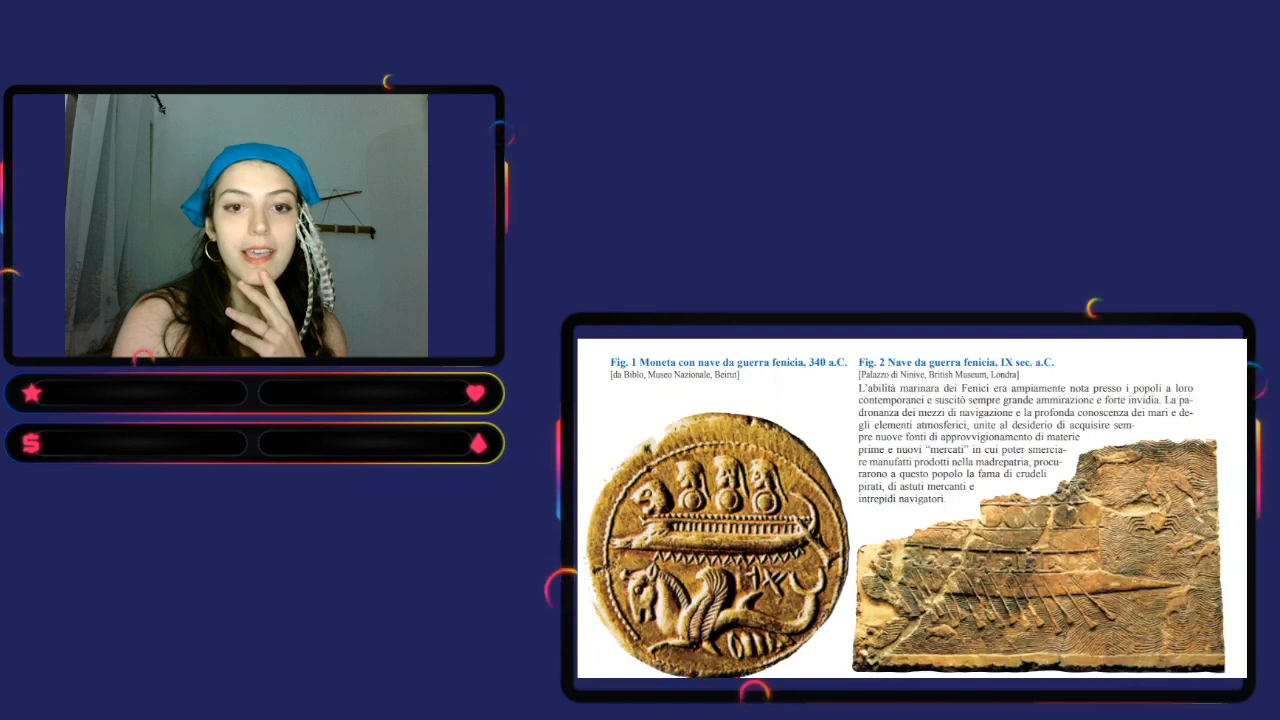 Fig. 1 Moneta con nave da guerra fenicia, 340 a.C.
[da Biblo, Museo Nazionale, Beirut]
Fig. 2 Nave da guerra fenicia, IX sec. a.C.
[Palazzo di Ninive, British Museum, Londra]
L'abilità marinara dei Fenici era ampiamente nota presso i popoli a loro
contemporanei e suscitò sempre grande ammirazione e forte invidia. La pa-
dronanza dei mezzi di navigazione e la profonda conoscenza dei mari e de-
gli elementi atmosferici, unite al desiderio di acquisire sem-
pre nuove fonti di approvvigionamento di materie
prime e nuovi “mercati” in cui poter smercia-
re manufatti prodotti nella madrepatria, procu-
rarono a questo popolo la fama di crudeli
pirati, di astuti mercanti e
intrepidi navigatori.